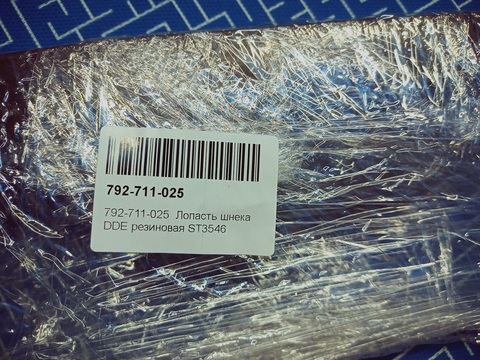 792-711-025
792-711-025 Лопасть шнека
DDE резиновая ST3546